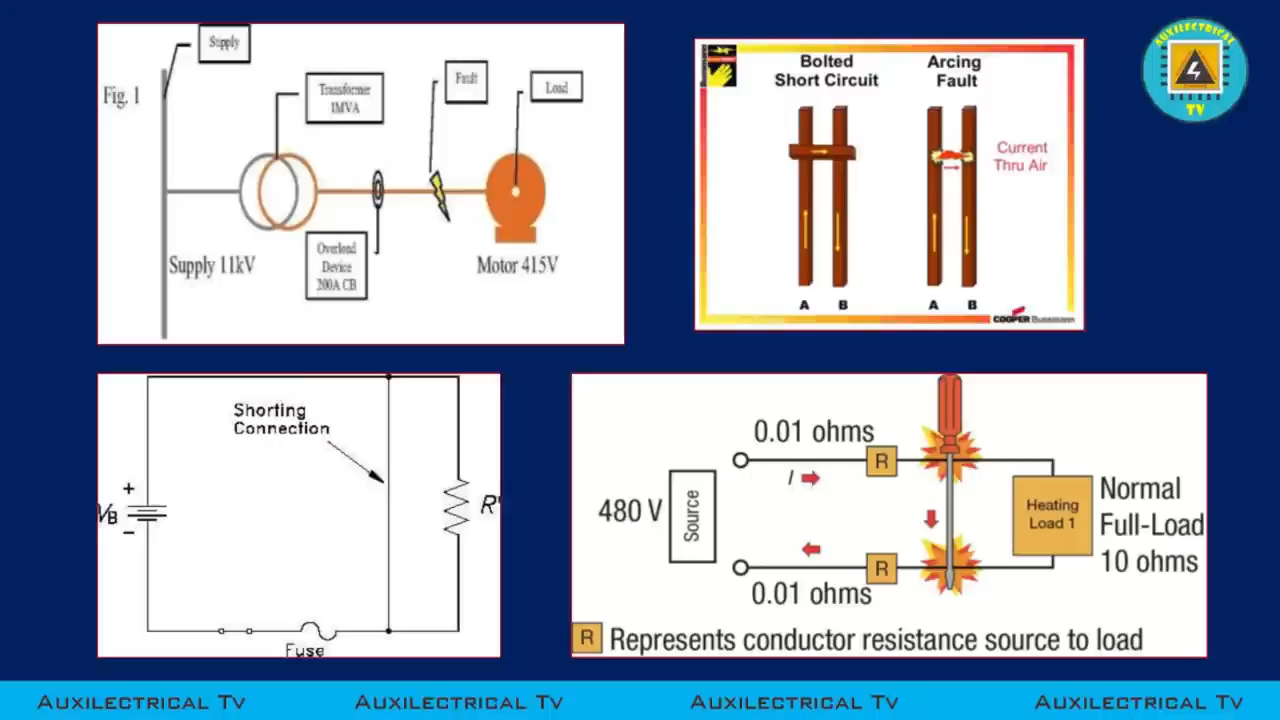 Supply
Fig. 1
Transformer
1MVA
Fault
Load
Supply 11kV
Overload
Device
200A CB
Motor 415V
Bolted
Short Circuit
Arcing
Fault
Current
Thru Air
A
B
A
B
COOPER Bussmann
AUXILECTRICAL
TV
Shorting
Connection
+
VB
−
R
Fuse
0.01 ohms
R
I
480 V
Source
Heating
Load 1
Normal
Full-Load
10 ohms
R
0.01 ohms
R Represents conductor resistance source to load
Auxilectrical Tv Auxilectrical Tv Auxilectrical Tv Auxilectrical Tv